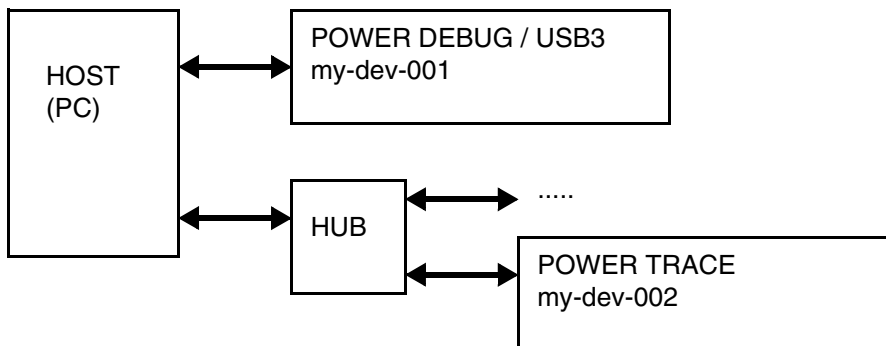 HOST
(PC)
POWER DEBUG / USB3
my-dev-001
HUB
.....
POWER TRACE
my-dev-002